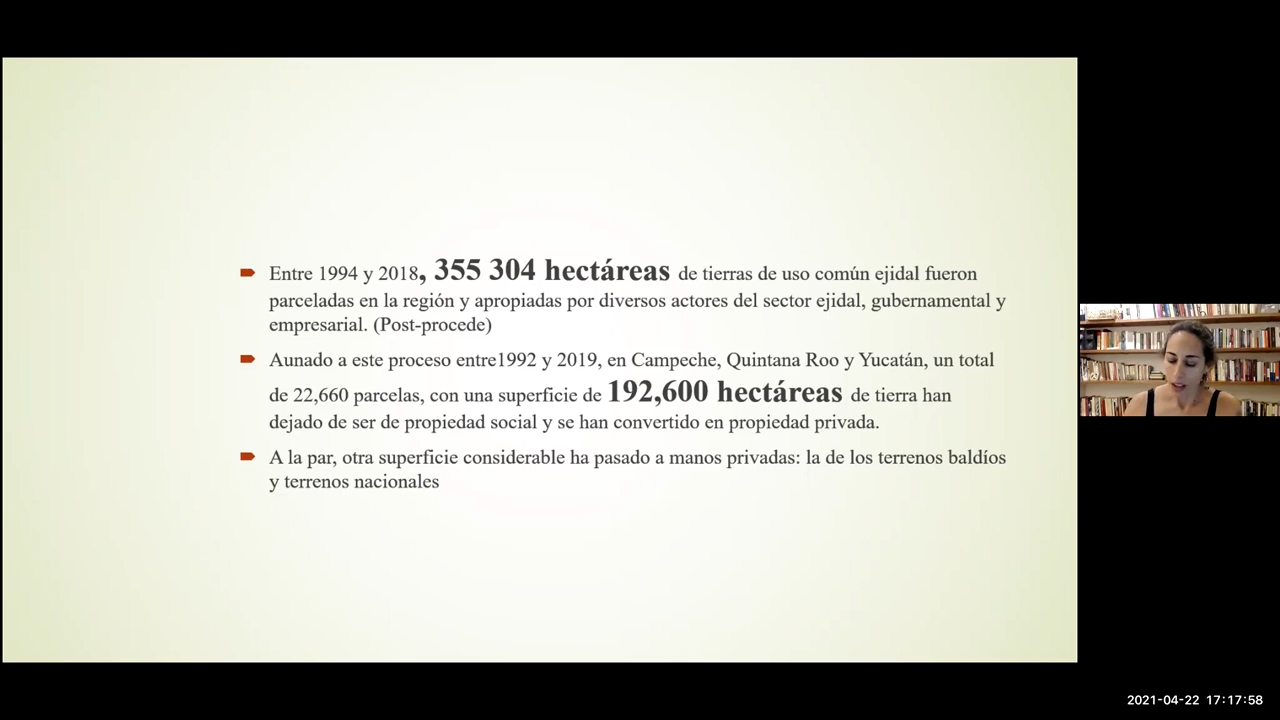 Entre 1994 y 2018, 355 304 hectáreas de tierras de uso común ejidal fueron
parceladas en la región y apropiadas por diversos actores del sector ejidal, gubernamental y
empresarial. (Post-procede)
Aunado a este proceso entre1992 y 2019, en Campeche, Quintana Roo y Yucatán, un total
de 22,660 parcelas, con una superficie de 192,600 hectáreas de tierra han
dejado de ser de propiedad social y se han convertido en propiedad privada.
A la par, otra superficie considerable ha pasado a manos privadas: la de los terrenos baldíos
y terrenos nacionales
2021-04-22 17:17:58